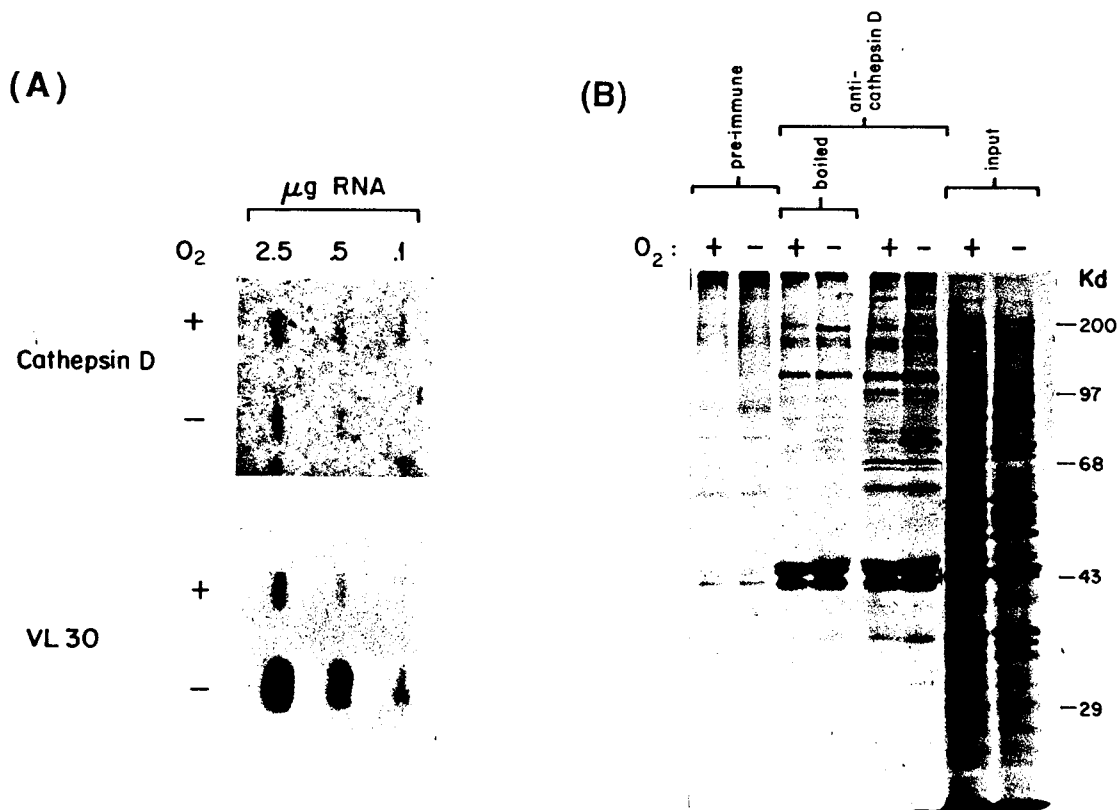 (A)
μg RNA
O2 2.5 .5 .1
+
Cathepsin D
−
+
VL 30
−
(B)
pre-immune
boiled
anti-
cathepsin D
input
O2 : + − + − + − + −
Kd
−200
−97
−68
−43
−29